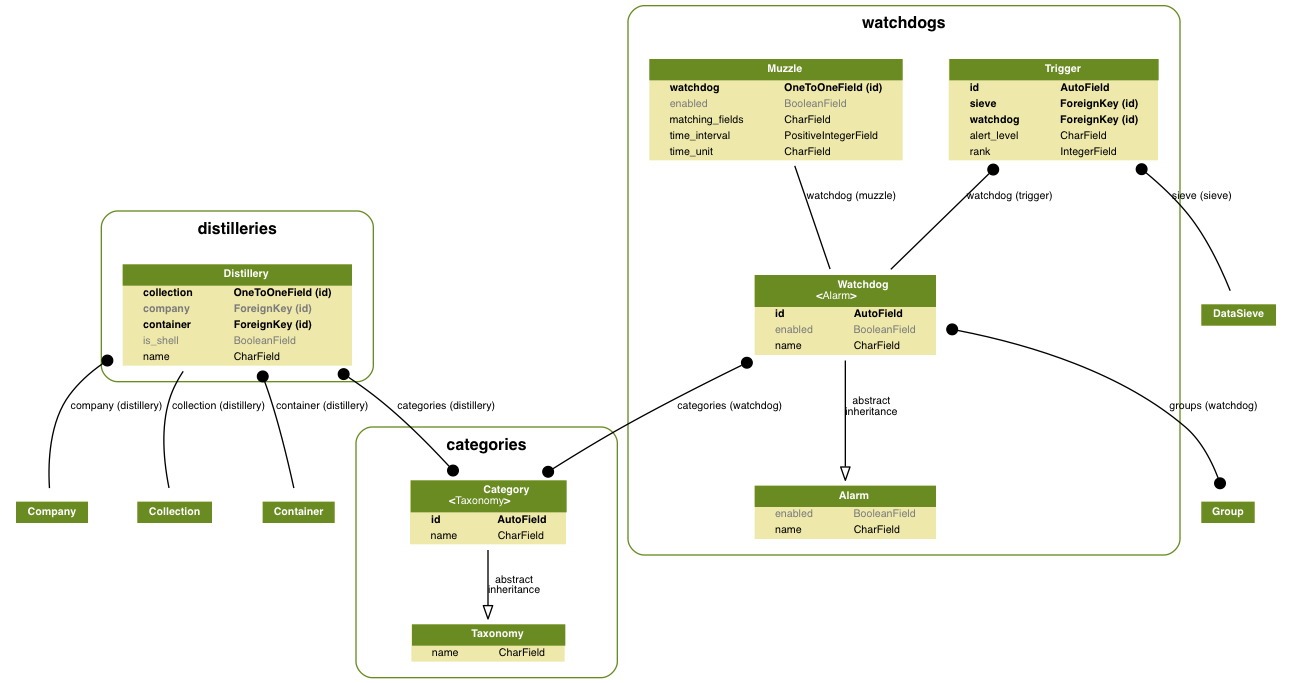 watchdogs
Muzzle
watchdog OneToOneField (id)
enabled BooleanField
matching_fields CharField
time_interval PositiveIntegerField
time_unit CharField
Trigger
id AutoField
sieve ForeignKey (id)
watchdog ForeignKey (id)
alert_level CharField
rank IntegerField
watchdog (muzzle)
watchdog (trigger)
sieve (sieve)
distilleries
Distillery
collection OneToOneField (id)
company ForeignKey (id)
container ForeignKey (id)
is_shell BooleanField
name CharField
Watchdog
<Alarm>
id AutoField
enabled BooleanField
name CharField
DataSieve
company (distillery)
collection (distillery)
container (distillery)
categories (distillery)
categories (watchdog)
abstract
inheritance
groups (watchdog)
categories
Category
<Taxonomy>
id AutoField
name CharField
Alarm
enabled BooleanField
name CharField
Company
Collection
Container
Group
abstract
inheritance
Taxonomy
name CharField